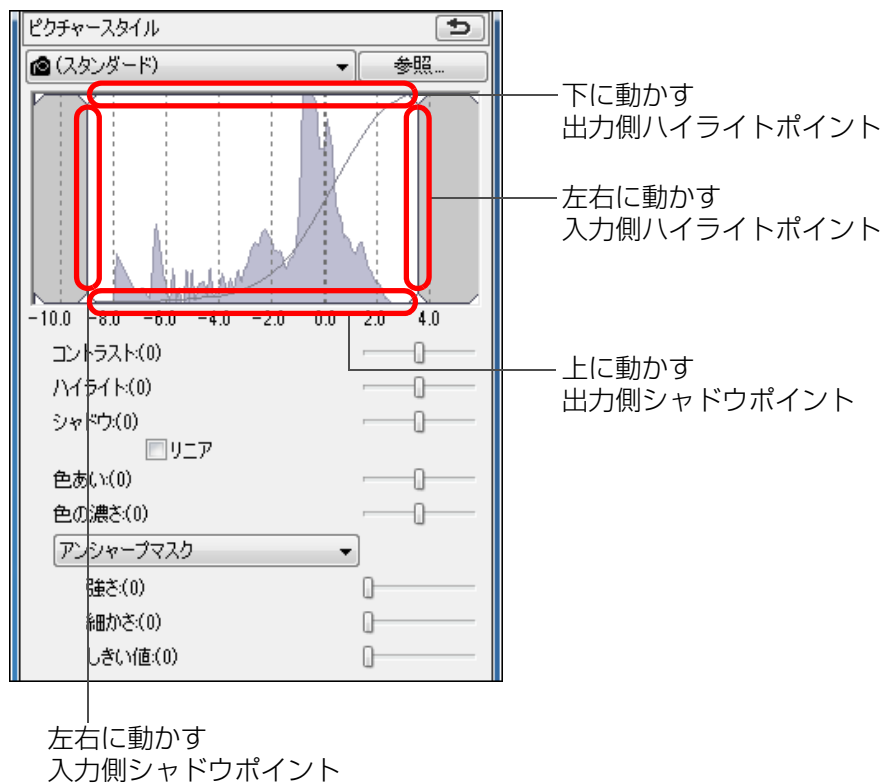 ピクチャースタイル
(スタンダード)
参照...
下に動かす
出力側ハイライトポイント
左右に動かす
入力側ハイライトポイント
-10.0 -8.0 -6.0 -4.0 -2.0 0.0 2.0 4.0
コントラスト:(0)
ハイライト:(0)
上に動かす
出力側シャドウポイント
シャドウ:(0)
リニア
色あい:(0)
色の濃さ:(0)
アンシャープマスク
強さ:(0)
細かさ:(0)
しきい値:(0)
左右に動かす
入力側シャドウポイント